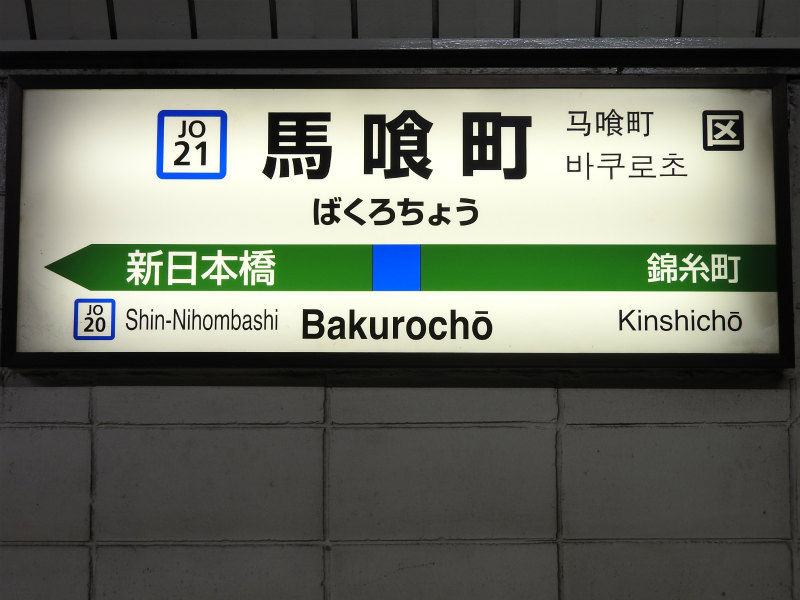 JO
21
馬喰町
马喰町
바쿠로초
区
ばくろちょう
新日本橋
錦糸町
JO
20
Shin-Nihombashi
Bakurochō
Kinshichō